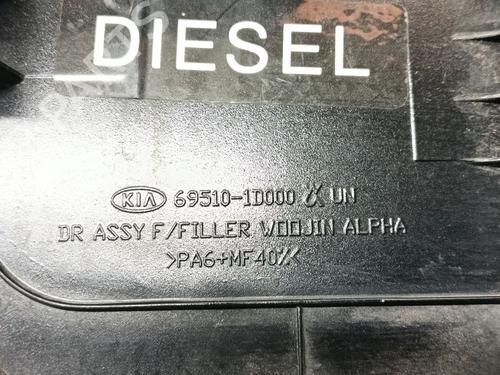 DIESEL
KIA 69510-1D000 UN
DR ASSY F/FILLER WOOJIN ALPHA
>PA6+MF40%<